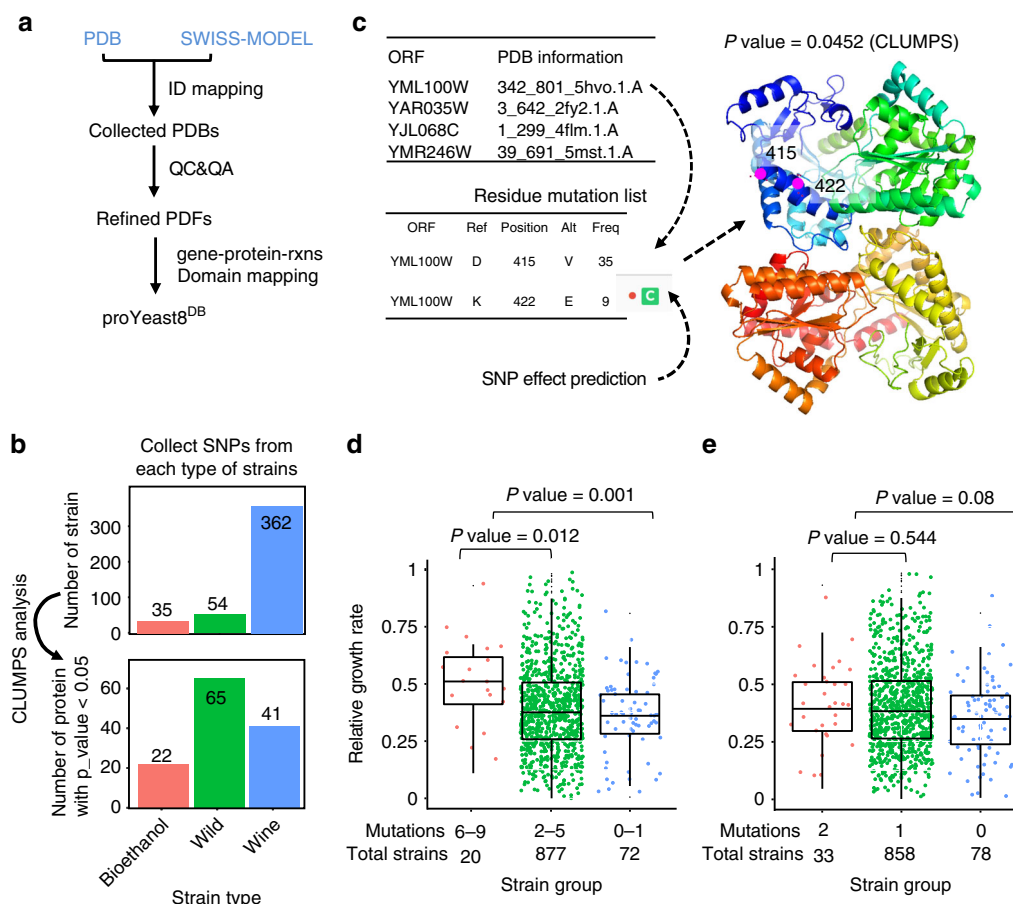 a
PDB SWISS-MODEL
ID mapping
Collected PDBs
QC&QA
Refined PDFs
gene-protein-rxns
Domain mapping
proYeast8DB
c
ORF PDB information
YML100W 342_801_5hvo.1.A
YAR035W 3_642_2fy2.1.A
YJL068C 1_299_4flm.1.A
YMR246W 39_691_5mst.1.A
Residue mutation list
ORF Ref Position Alt Freq
YML100W D 415 V 35
YML100W K 422 E 9
C
SNP effect prediction
P value = 0.0452 (CLUMPS)
415
422
b
Collect SNPs from
each type of strains
CLUMPS analysis
Number of strain
300
200
100
0
35 54 362
Number of protein
with p_value < 0.05
60
40
20
0
22 65 41
Bioethanol Wild Wine
Strain type
d
P value = 0.001
P value = 0.012
Relative growth rate
1
0.75
0.5
0.25
0
Mutations 6–9 2–5 0–1
Total strains 20 877 72
Strain group
e
P value = 0.08
P value = 0.544
1
0.75
0.5
0.25
0
Mutations 2 1 0
Total strains 33 858 78
Strain group